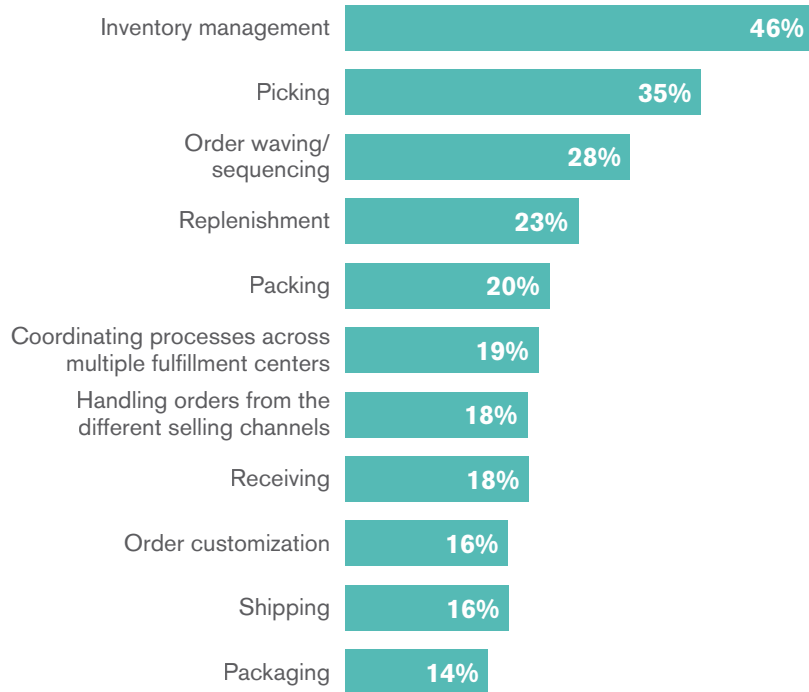 Inventory management 46%
Picking 35%
Order waving/
sequencing 28%
Replenishment 23%
Packing 20%
Coordinating processes across
multiple fulfillment centers 19%
Handling orders from the
different selling channels 18%
Receiving 18%
Order customization 16%
Shipping 16%
Packaging 14%